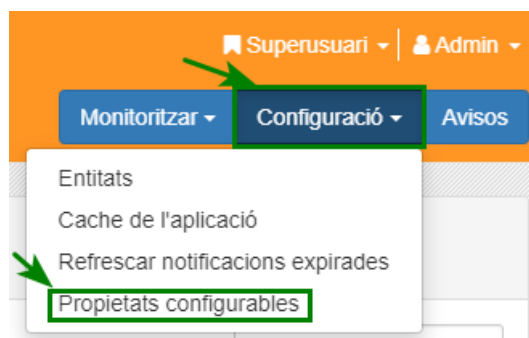 Superusuari Admin
Monitoritzar Configuració Avisos
Entitats
Cache de l'aplicació
Refrescar notificacions expirades
Propietats configurables